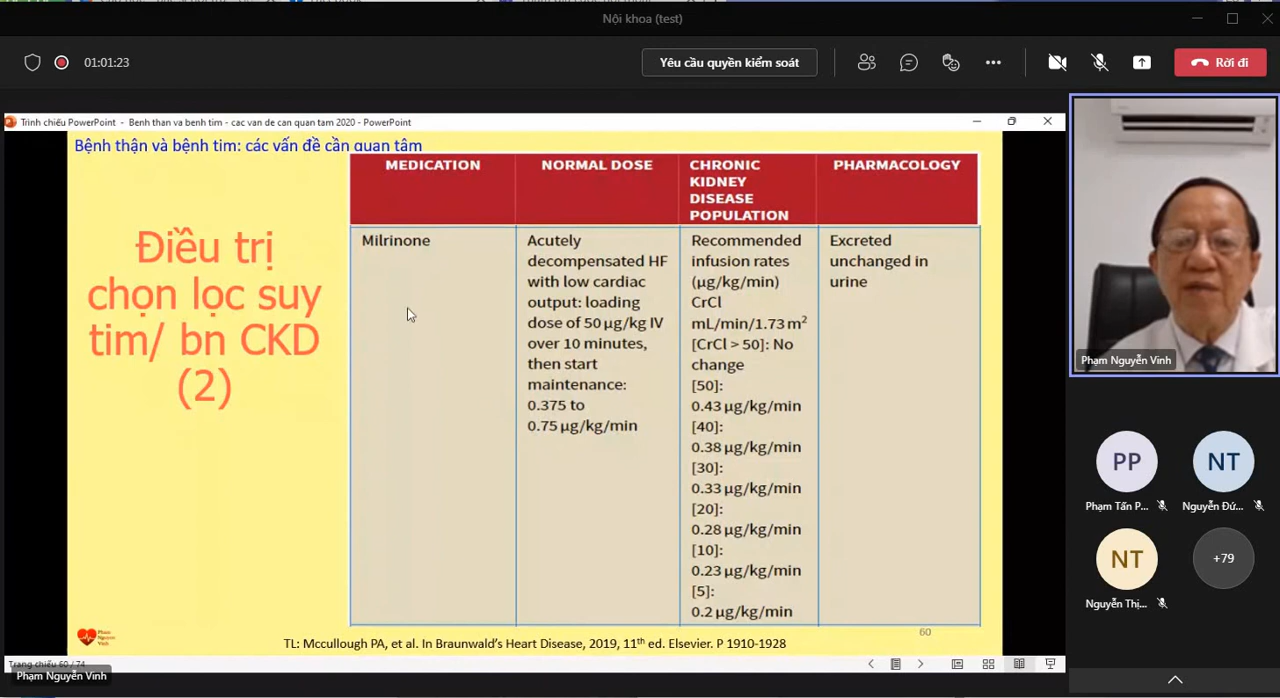 Nội khoa (test)
01:01:23
Yêu cầu quyền kiểm soát
Rời đi
Trình chiếu PowerPoint - Benh than va benh tim - cac van de can quan tam 2020 - PowerPoint
Bệnh thận và bệnh tim: các vấn đề cần quan tâm
Điều trị
chọn lọc suy
tim/ bn CKD
(2)
MEDICATION
NORMAL DOSE
CHRONIC
KIDNEY
DISEASE
POPULATION
PHARMACOLOGY
Milrinone
Acutely
decompensated HF
with low cardiac
output: loading
dose of 50 µg/kg IV
over 10 minutes,
then start
maintenance:
0.375 to
0.75 µg/kg/min
Recommended
infusion rates
(µg/kg/min)
CrCl
mL/min/1.73 m²
[CrCl > 50]: No
change
[50]:
0.43 µg/kg/min
[40]:
0.38 µg/kg/min
[30]:
0.33 µg/kg/min
[20]:
0.28 µg/kg/min
[10]:
0.23 µg/kg/min
[5]:
0.2 µg/kg/min
Excreted
unchanged in
urine
Pham
Nguyen
Vinh
60
TL: Mccullough PA, et al. In Braunwald's Heart Disease, 2019, 11th ed. Elsevier. P 1910-1928
Trang chiếu 60 / 74
Phạm Nguyễn Vinh
Phạm Nguyễn Vinh
PP
Phạm Tấn P...
NT
Nguyễn Đứ...
NT
Nguyễn Thị...
+79